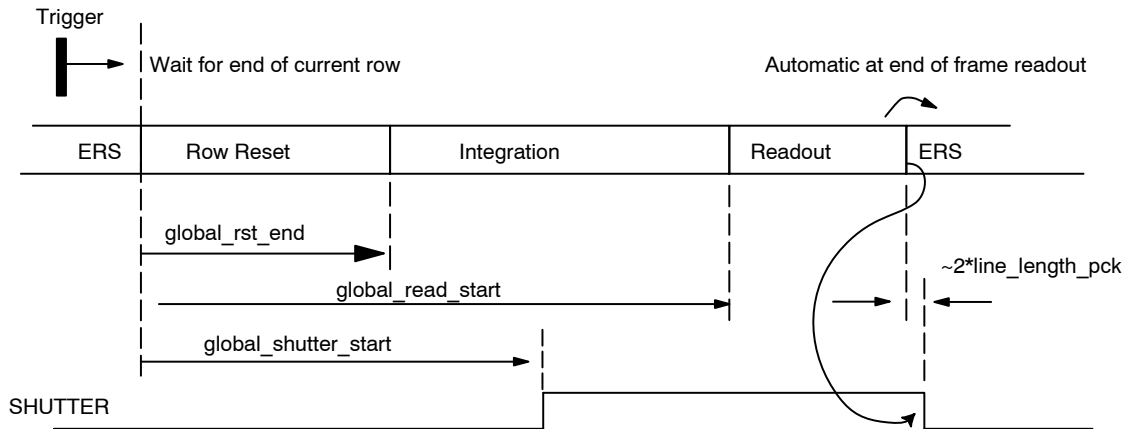 Trigger
Wait for end of current row
Automatic at end of frame readout
ERS
Row Reset
Integration
Readout
ERS
global_rst_end
~2*line_length_pck
global_read_start
global_shutter_start
SHUTTER